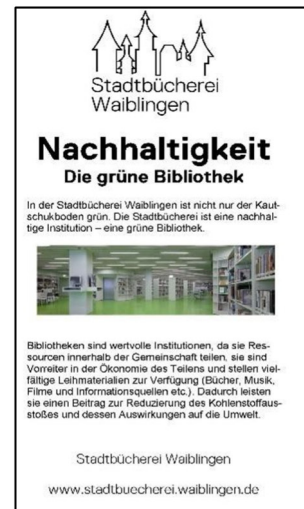 Stadtbücherei
Waiblingen
Nachhaltigkeit
Die grüne Bibliothek
In der Stadtbücherei Waiblingen ist nicht nur der Kaut-
schukboden grün. Die Stadtbücherei ist eine nachhal-
tige Institution – eine grüne Bibliothek.
Bibliotheken sind wertvolle Institutionen, da sie Res-
sourcen innerhalb der Gemeinschaft teilen, sie sind
Vorreiter in der Ökonomie des Teilens und stellen viel-
fältige Leihmaterialien zur Verfügung (Bücher, Musik,
Filme und Informationsquellen etc.). Dadurch leisten
sie einen Beitrag zur Reduzierung des Kohlenstoffaus-
stoßes und dessen Auswirkungen auf die Umwelt.
Stadtbücherei Waiblingen
www.stadtbuecherei.waiblingen.de